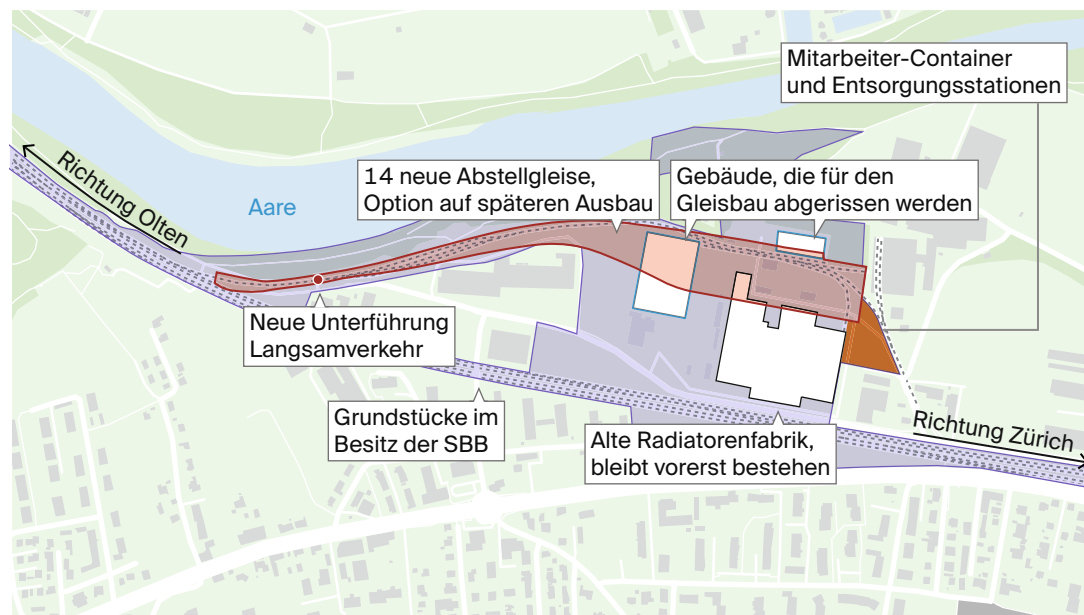 Mitarbeiter-Container
und Entsorgungsstationen
Richtung Olten
14 neue Abstellgleise,
Option auf späteren Ausbau
Gebäude, die für den
Gleisbau abgerissen werden
Aare
Neue Unterführung
Langsamverkehr
Grundstücke im
Besitz der SBB
Alte Radiatorenfabrik,
bleibt vorerst bestehen
Richtung Zürich